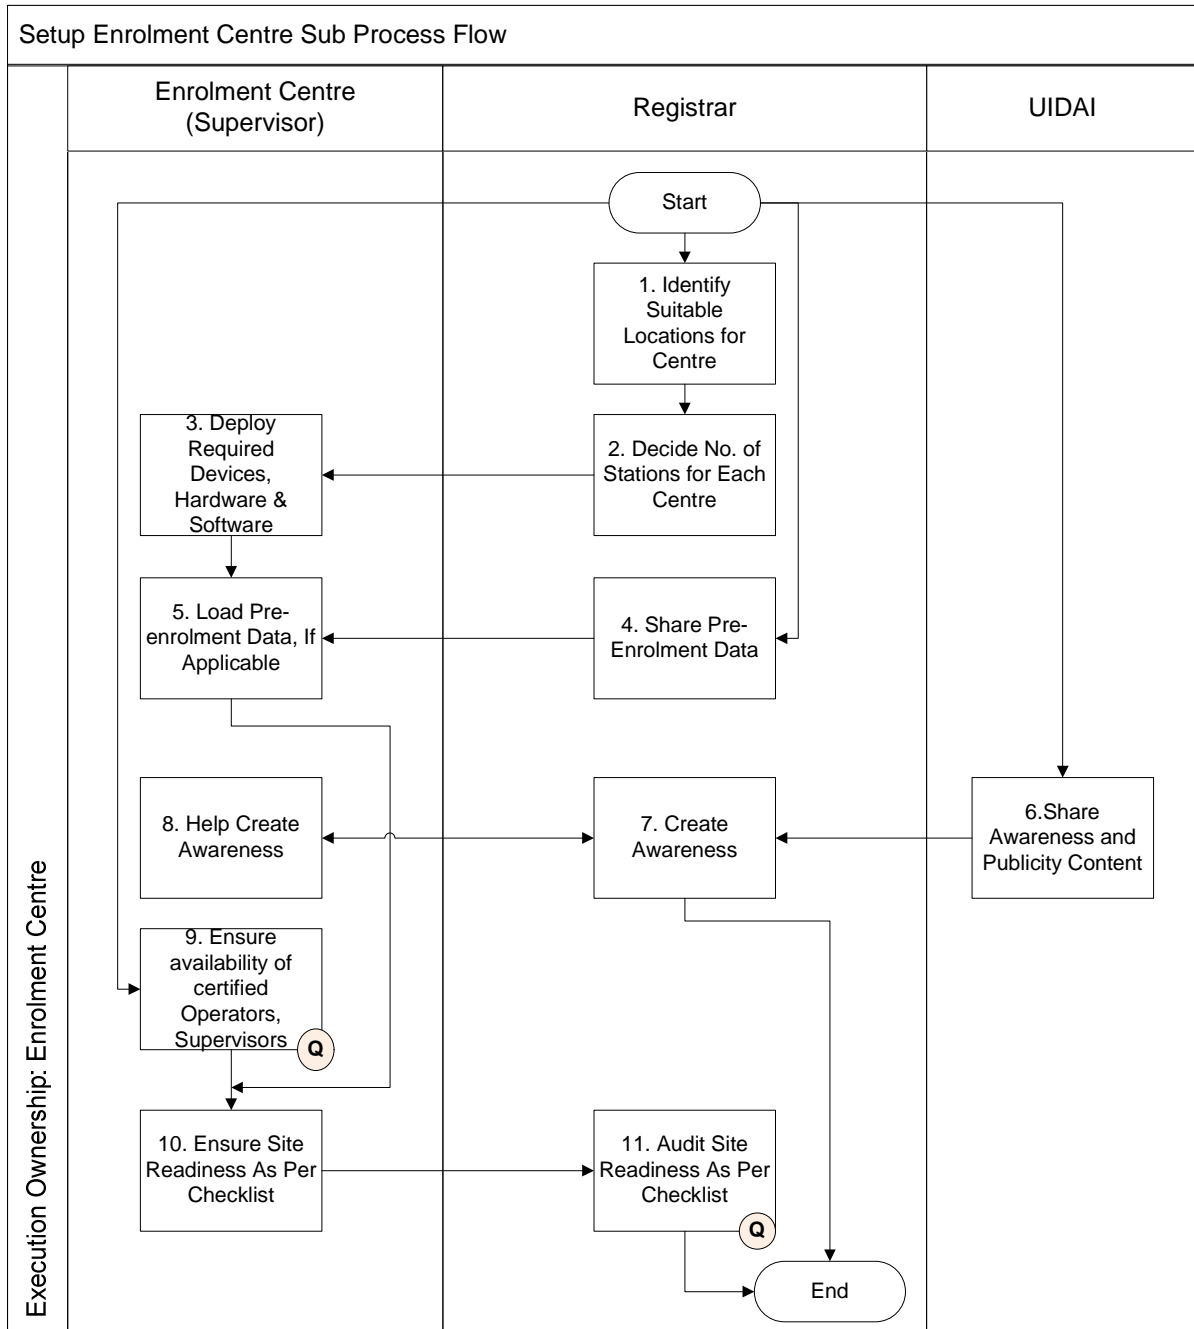 Setup Enrolment Centre Sub Process Flow
Enrolment Centre
(Supervisor)
Registrar
UIDAI
Start
1. Identify
Suitable
Locations for
Centre
3. Deploy
Required
Devices,
Hardware &
Software
2. Decide No. of
Stations for Each
Centre
5. Load Pre-
enrolment Data, If
Applicable
4. Share Pre-
Enrolment Data
8. Help Create
Awareness
7. Create
Awareness
6.Share
Awareness and
Publicity Content
9. Ensure
availability of
certified
Operators,
Supervisors
Q
10. Ensure Site
Readiness As Per
Checklist
11. Audit Site
Readiness As Per
Checklist
Q
End
Execution Ownership: Enrolment Centre